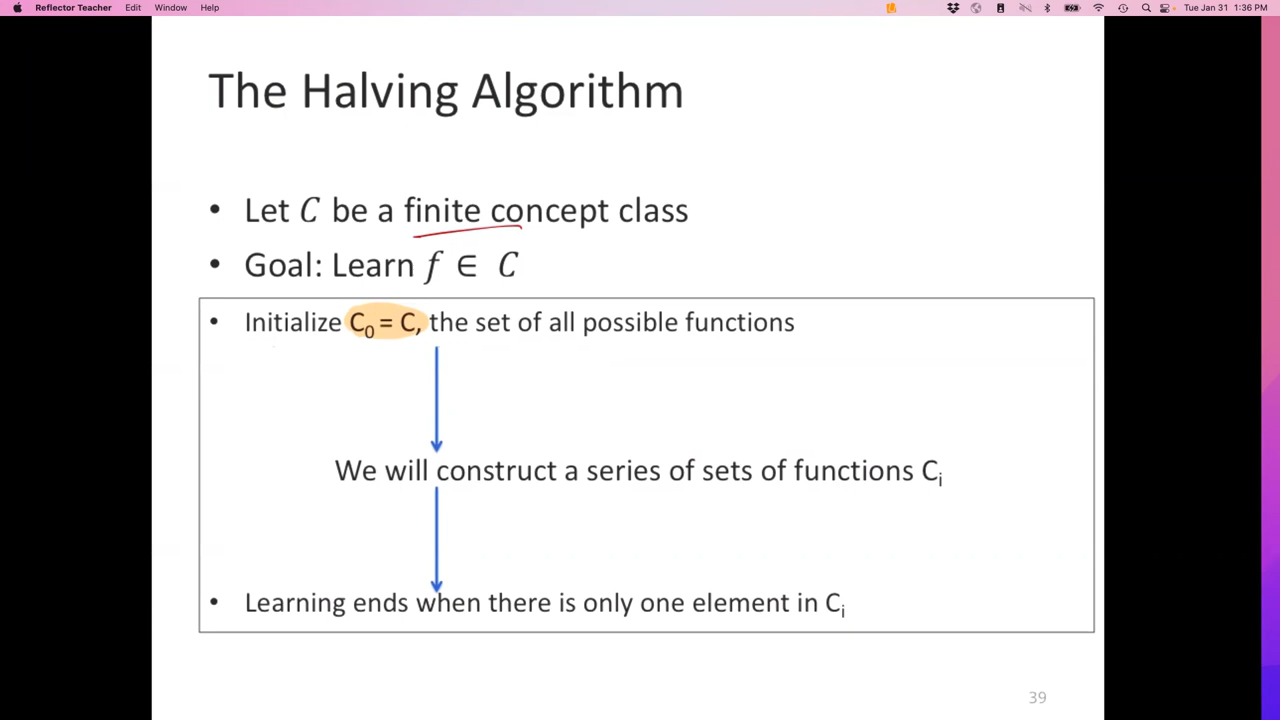 Reflector Teacher Edit Window Help Tue Jan 31 1:36 PM
The Halving Algorithm
• Let C be a finite concept class
• Goal: Learn f ∈ C
• Initialize C₀ = C, the set of all possible functions
We will construct a series of sets of functions Cᵢ
• Learning ends when there is only one element in Cᵢ
39